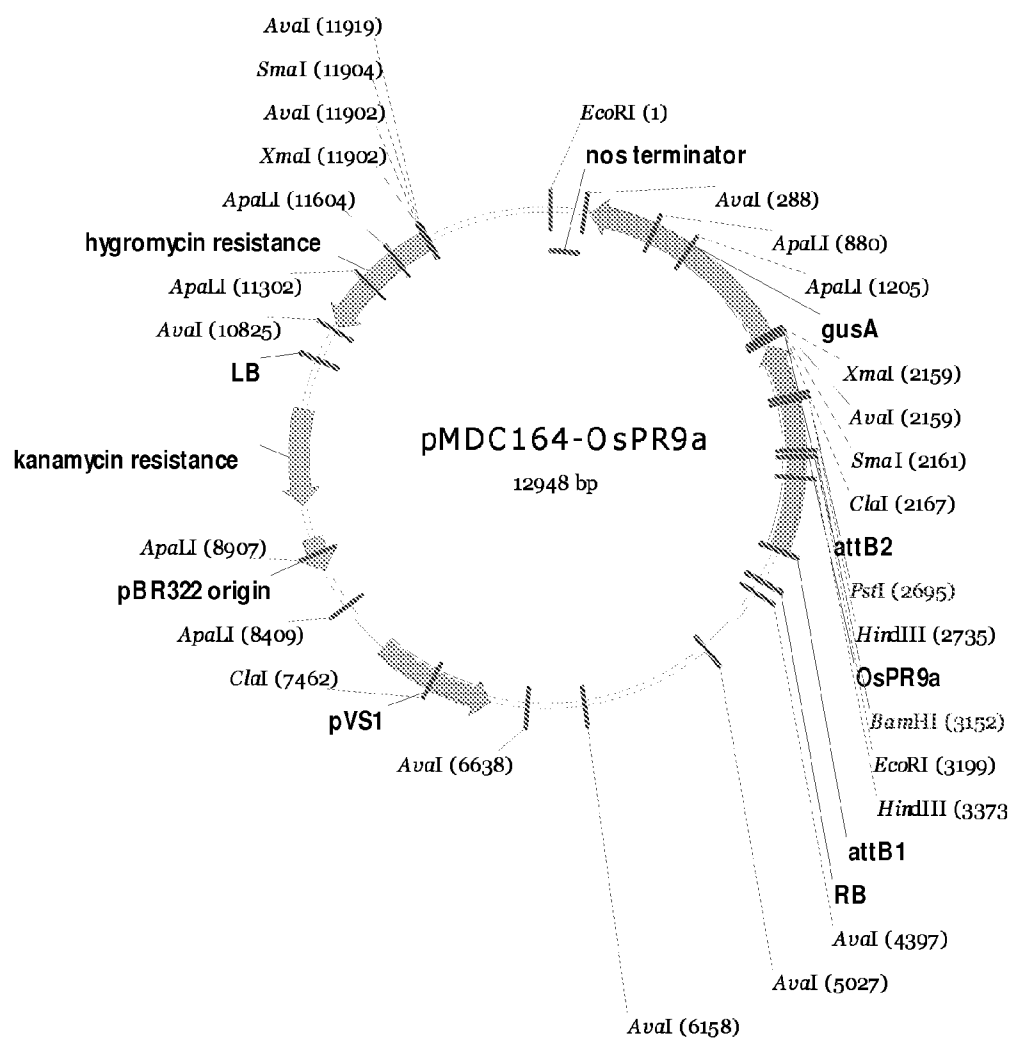 AvaI (11919)
SmaI (11904)
AvaI (11902)
XmaI (11902)
ApaLI (11604)
hygromycin resistance
ApaLI (11302)
AvaI (10825)
LB
kanamycin resistance
ApaLI (8907)
pBR322 origin
ApaLI (8409)
ClaI (7462)
pVS1
AvaI (6638)
pMDC164-OsPR9a
12948 bp
EcoRI (1)
nos terminator
AvaI (288)
ApaLI (880)
ApaLI (1205)
gusA
XmaI (2159)
AvaI (2159)
SmaI (2161)
ClaI (2167)
attB2
PstI (2695)
HindIII (2735)
OsPR9a
BamHI (3152)
EcoRI (3199)
HindIII (3373
attB1
RB
AvaI (4397)
AvaI (5027)
AvaI (6158)